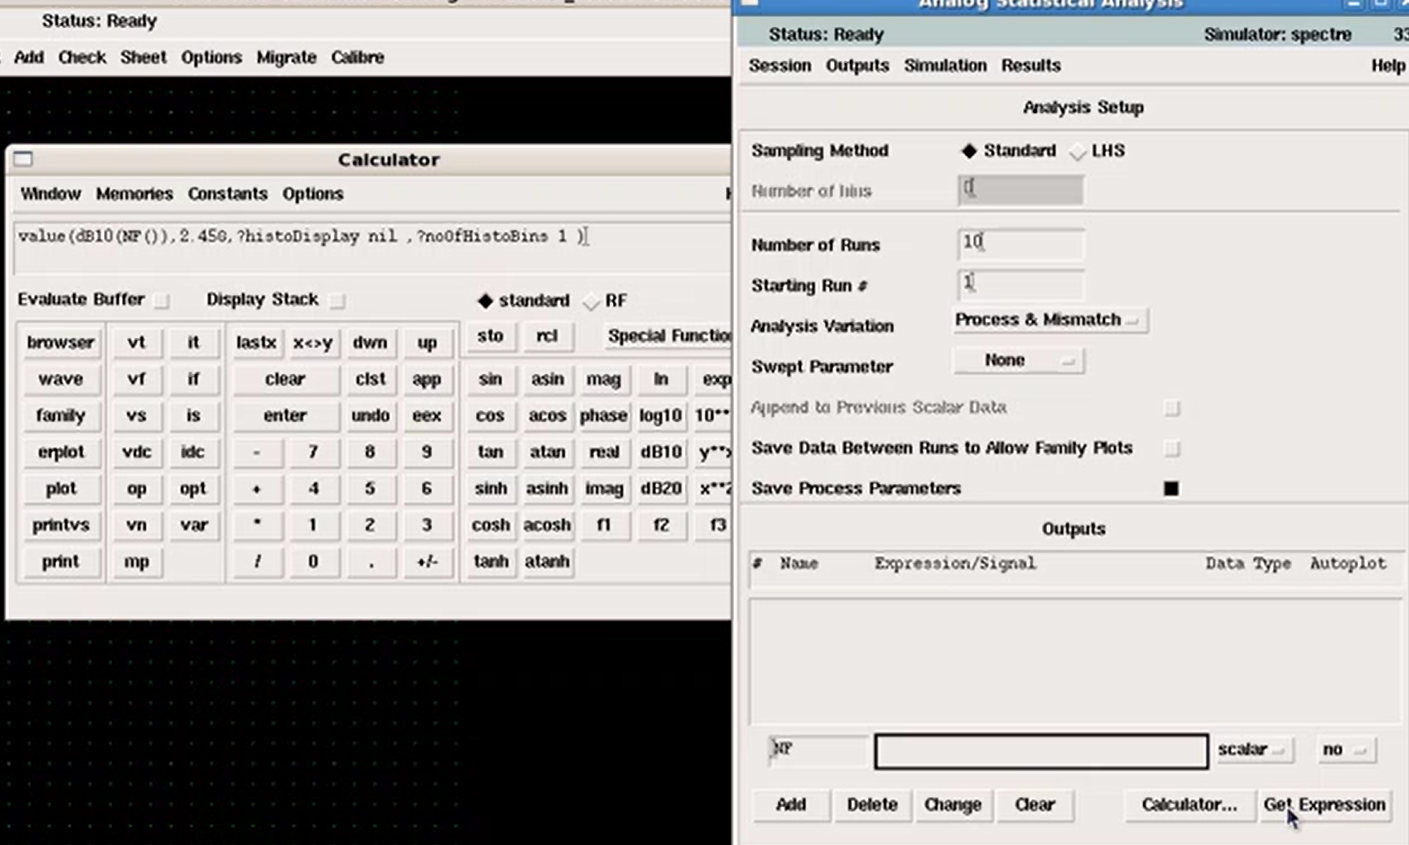 Status: Ready
Add Check Sheet Options Migrate Calibre
Calculator
Window Memories Constants Options
value(dB10(NF()),2.45G,?histoDisplay nil ,?noOfHistoBins 1 )
Evaluate Buffer Display Stack standard RF
browser vt it lastx x<>y dwn up sto rcl Special Functio
wave vf if clear clst app sin asin mag ln exp
family vs is enter undo eex cos acos phase log10 10**
erplot vdc idc - 7 8 9 tan atan real dB10 y**x
plot op opt + 4 5 6 sinh asinh imag dB20 x**2
printvs vn var * 1 2 3 cosh acosh f1 f2 f3
print mp / 0 . +/- tanh atanh
Analog Statistical Analysis
Status: Ready Simulator: spectre 33
Session Outputs Simulation Results Help
Analysis Setup
Sampling Method Standard LHS
Number of Bins 0
Number of Runs 10
Starting Run # 1
Analysis Variation Process & Mismatch
Swept Parameter None
Append to Previous Scalar Data
Save Data Between Runs to Allow Family Plots
Save Process Parameters
Outputs
# Name Expression/Signal Data Type Autoplot
NF scalar no
Add Delete Change Clear Calculator... Get Expression